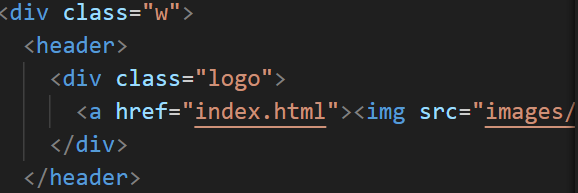 <div class="w">
<header>
<div class="logo">
<a href="index.html"><img src="images/
</div>
</header>